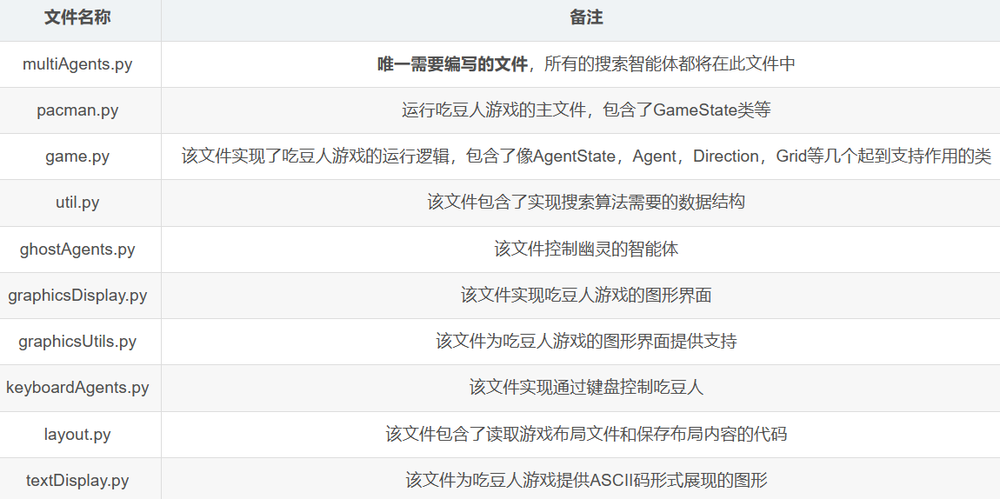 文件名称 备注
multiAgents.py 唯一需要编写的文件，所有的搜索智能体都将在此文件中
pacman.py 运行吃豆人游戏的主文件，包含了GameState类等
game.py 该文件实现了吃豆人游戏的运行逻辑，包含了像AgentState，Agent，Direction，Grid等几个起到支持作用的类
util.py 该文件包含了实现搜索算法需要的数据结构
ghostAgents.py 该文件控制幽灵的智能体
graphicsDisplay.py 该文件实现吃豆人游戏的图形界面
graphicsUtils.py 该文件为吃豆人游戏的图形界面提供支持
keyboardAgents.py 该文件实现通过键盘控制吃豆人
layout.py 该文件包含了读取游戏布局文件和保存布局内容的代码
textDisplay.py 该文件为吃豆人游戏提供ASCII码形式展现的图形